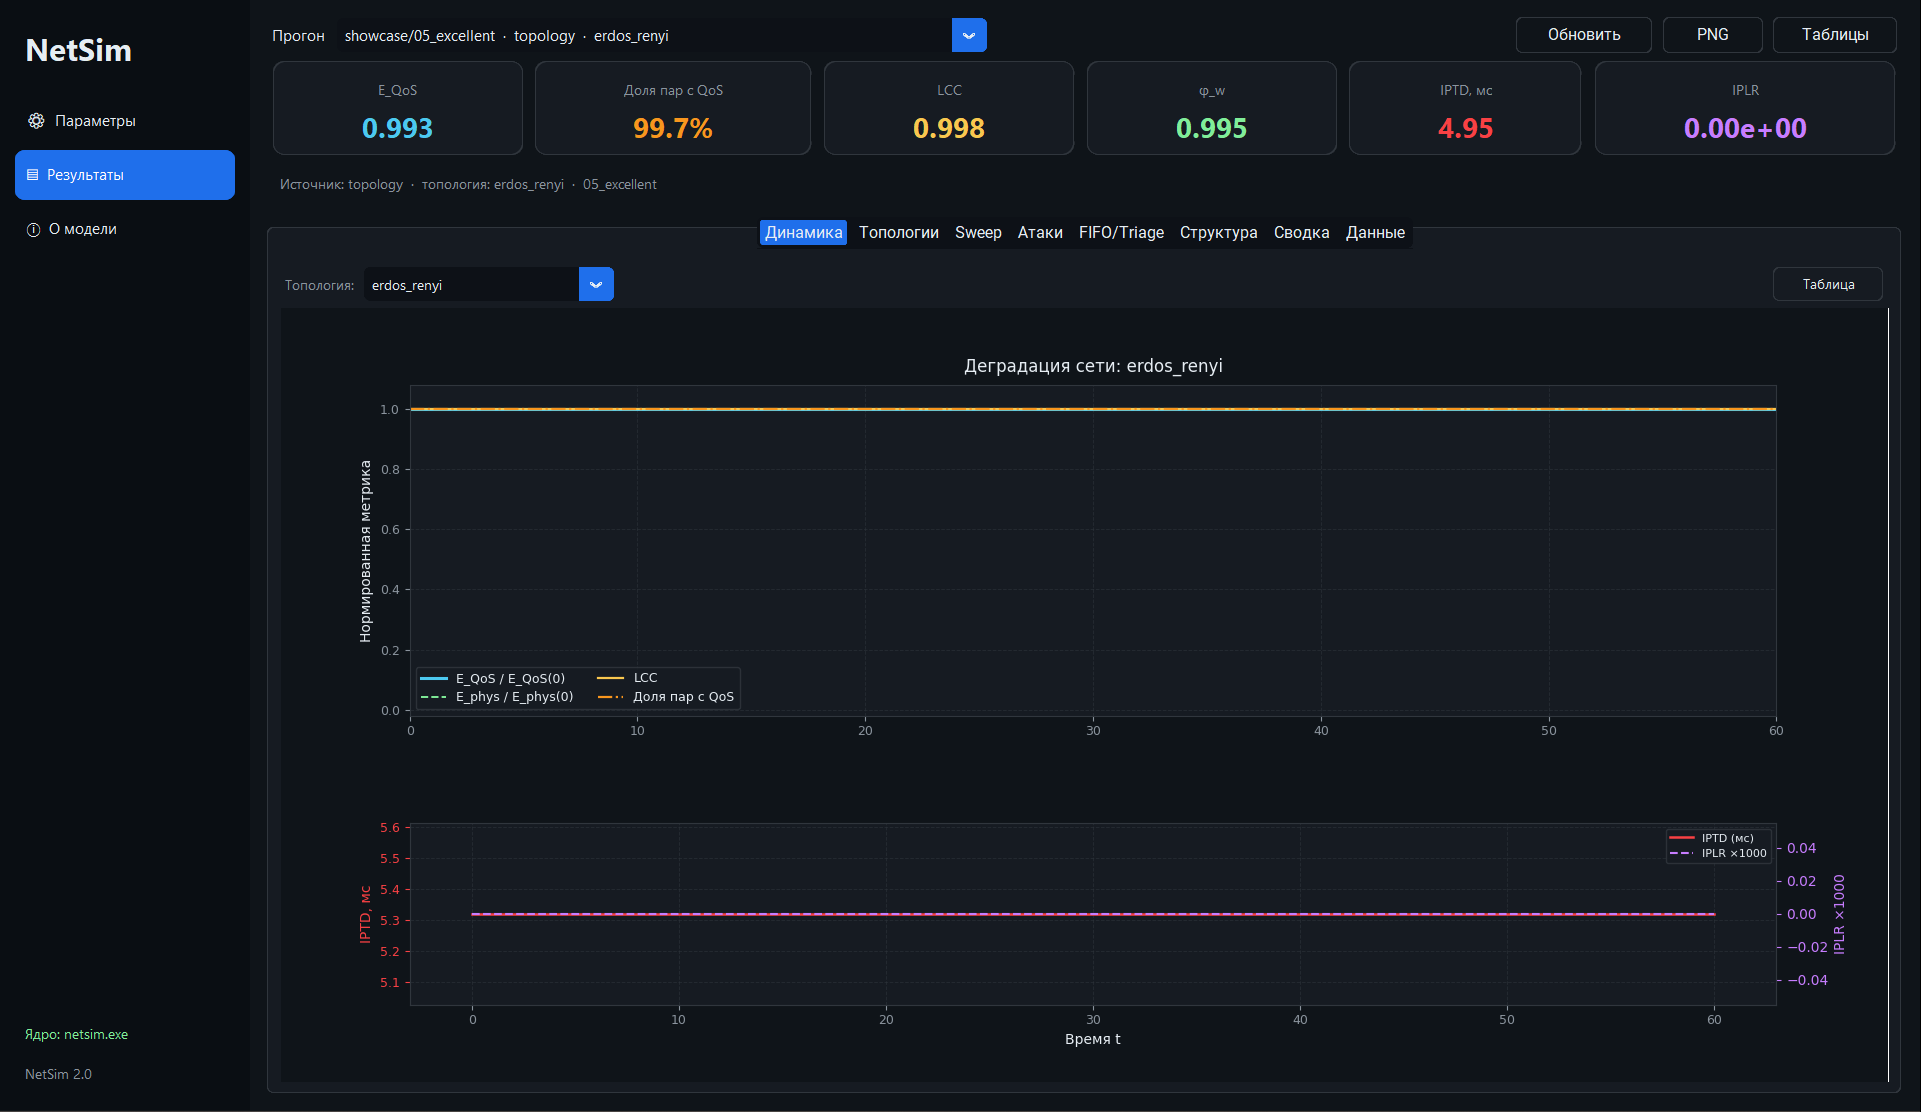 NetSim
Параметры
Результаты
О модели
Ядро: netsim.exe
NetSim 2.0
Прогон showcase/05_excellent · topology · erdos_renyi
Обновить PNG Таблицы
E_QoS
0.993
Доля пар с QoS
99.7%
LCC
0.998
φ_w
0.995
IPTD, мс
4.95
IPLR
0.00e+00
Источник: topology · топология: erdos_renyi · 05_excellent
Динамика Топологии Sweep Атаки FIFO/Triage Структура Сводка Данные
Топология: erdos_renyi
Таблица
Деградация сети: erdos_renyi
Нормированная метрика
1.0
0.8
0.6
0.4
0.2
0.0
E_QoS / E_QoS(0) LCC
E_phys / E_phys(0) Доля пар с QoS
0 10 20 30 40 50 60
IPTD, мс
5.6
5.5
5.4
5.3
5.2
5.1
IPTD (мс)
IPLR ×1000
0.04
0.02
0.00
−0.02
−0.04
IPLR ×1000
0 10 20 30 40 50 60
Время t